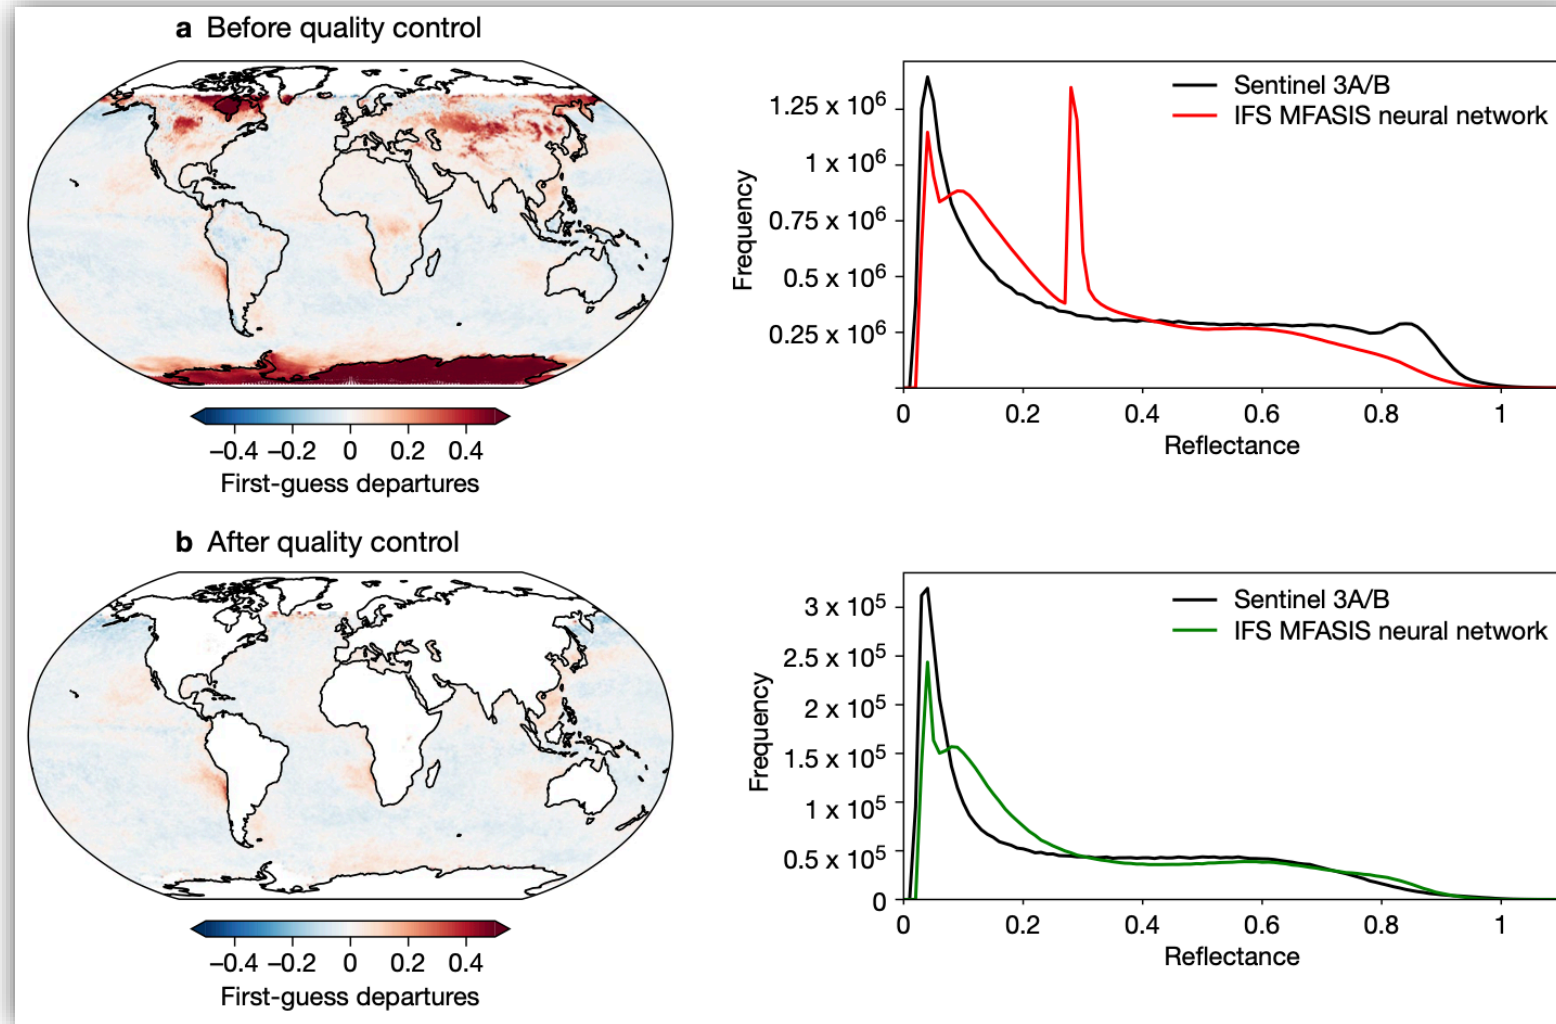 a Before quality control
−0.4 −0.2 0 0.2 0.4
First-guess departures
Sentinel 3A/B
IFS MFASIS neural network
1.25 x 10⁶
1 x 10⁶
0.75 x 10⁶
0.5 x 10⁶
0.25 x 10⁶
Frequency
0 0.2 0.4 0.6 0.8 1
Reflectance
b After quality control
−0.4 −0.2 0 0.2 0.4
First-guess departures
Sentinel 3A/B
IFS MFASIS neural network
3 x 10⁵
2.5 x 10⁵
2 x 10⁵
1.5 x 10⁵
1 x 10⁵
0.5 x 10⁵
0
Frequency
0 0.2 0.4 0.6 0.8 1
Reflectance